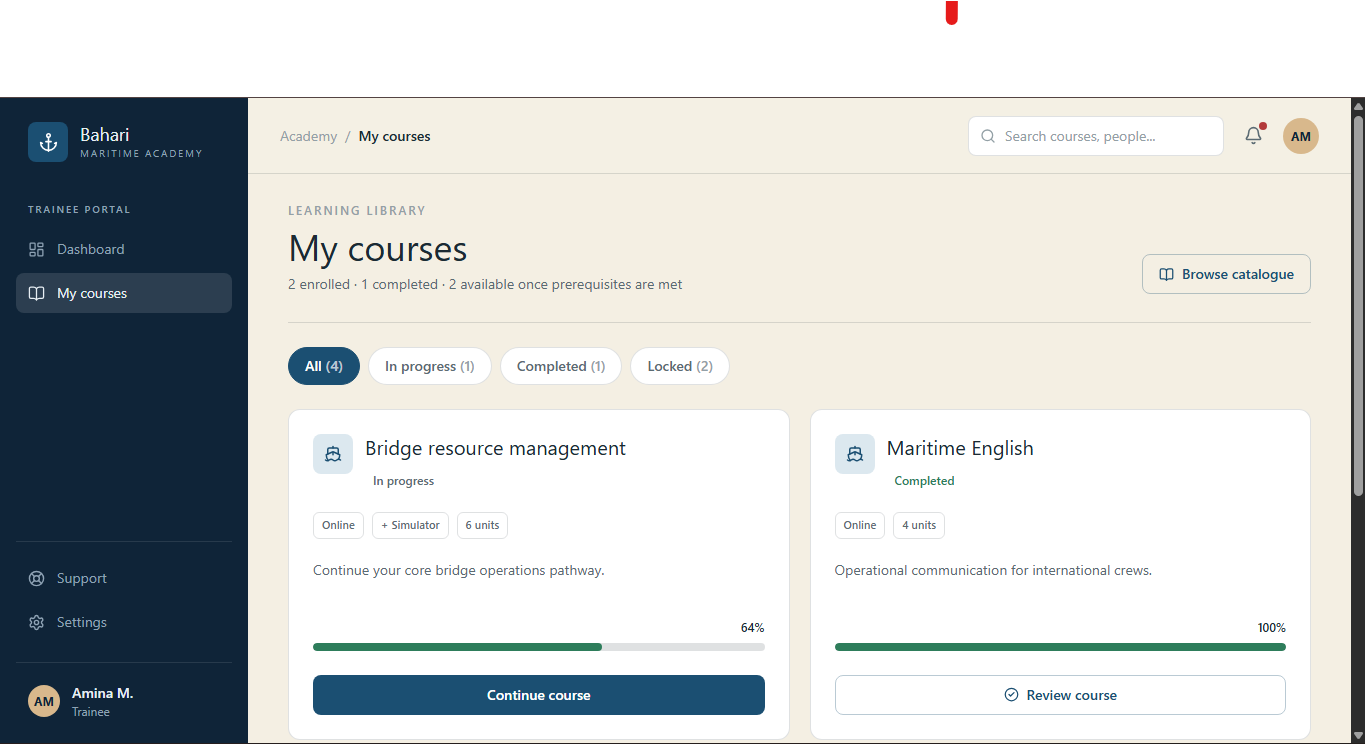 Bahari
MARITIME ACADEMY
TRAINEE PORTAL
Dashboard
My courses
Support
Settings
AM
Amina M.
Trainee
Academy / My courses
Search courses, people...
AM
LEARNING LIBRARY
My courses
2 enrolled · 1 completed · 2 available once prerequisites are met
Browse catalogue
All (4)
In progress (1)
Completed (1)
Locked (2)
Bridge resource management
In progress
Online
+ Simulator
6 units
Continue your core bridge operations pathway.
64%
Continue course
Maritime English
Completed
Online
4 units
Operational communication for international crews.
100%
Review course